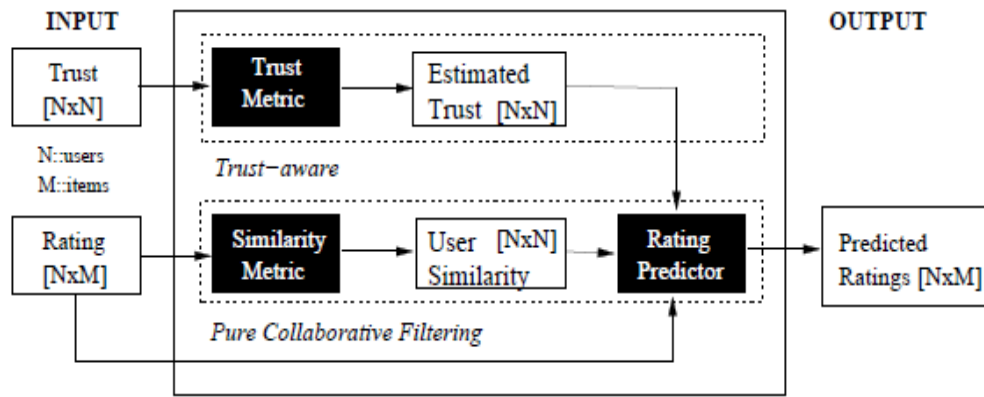 INPUT
OUTPUT
Trust
[NxN]
Trust
Metric
Estimated
Trust [NxN]
N::users
M::items
Trust−aware
Rating
[NxM]
Similarity
Metric
User [NxN]
Similarity
Rating
Predictor
Predicted
Ratings [NxM]
Pure Collaborative Filtering